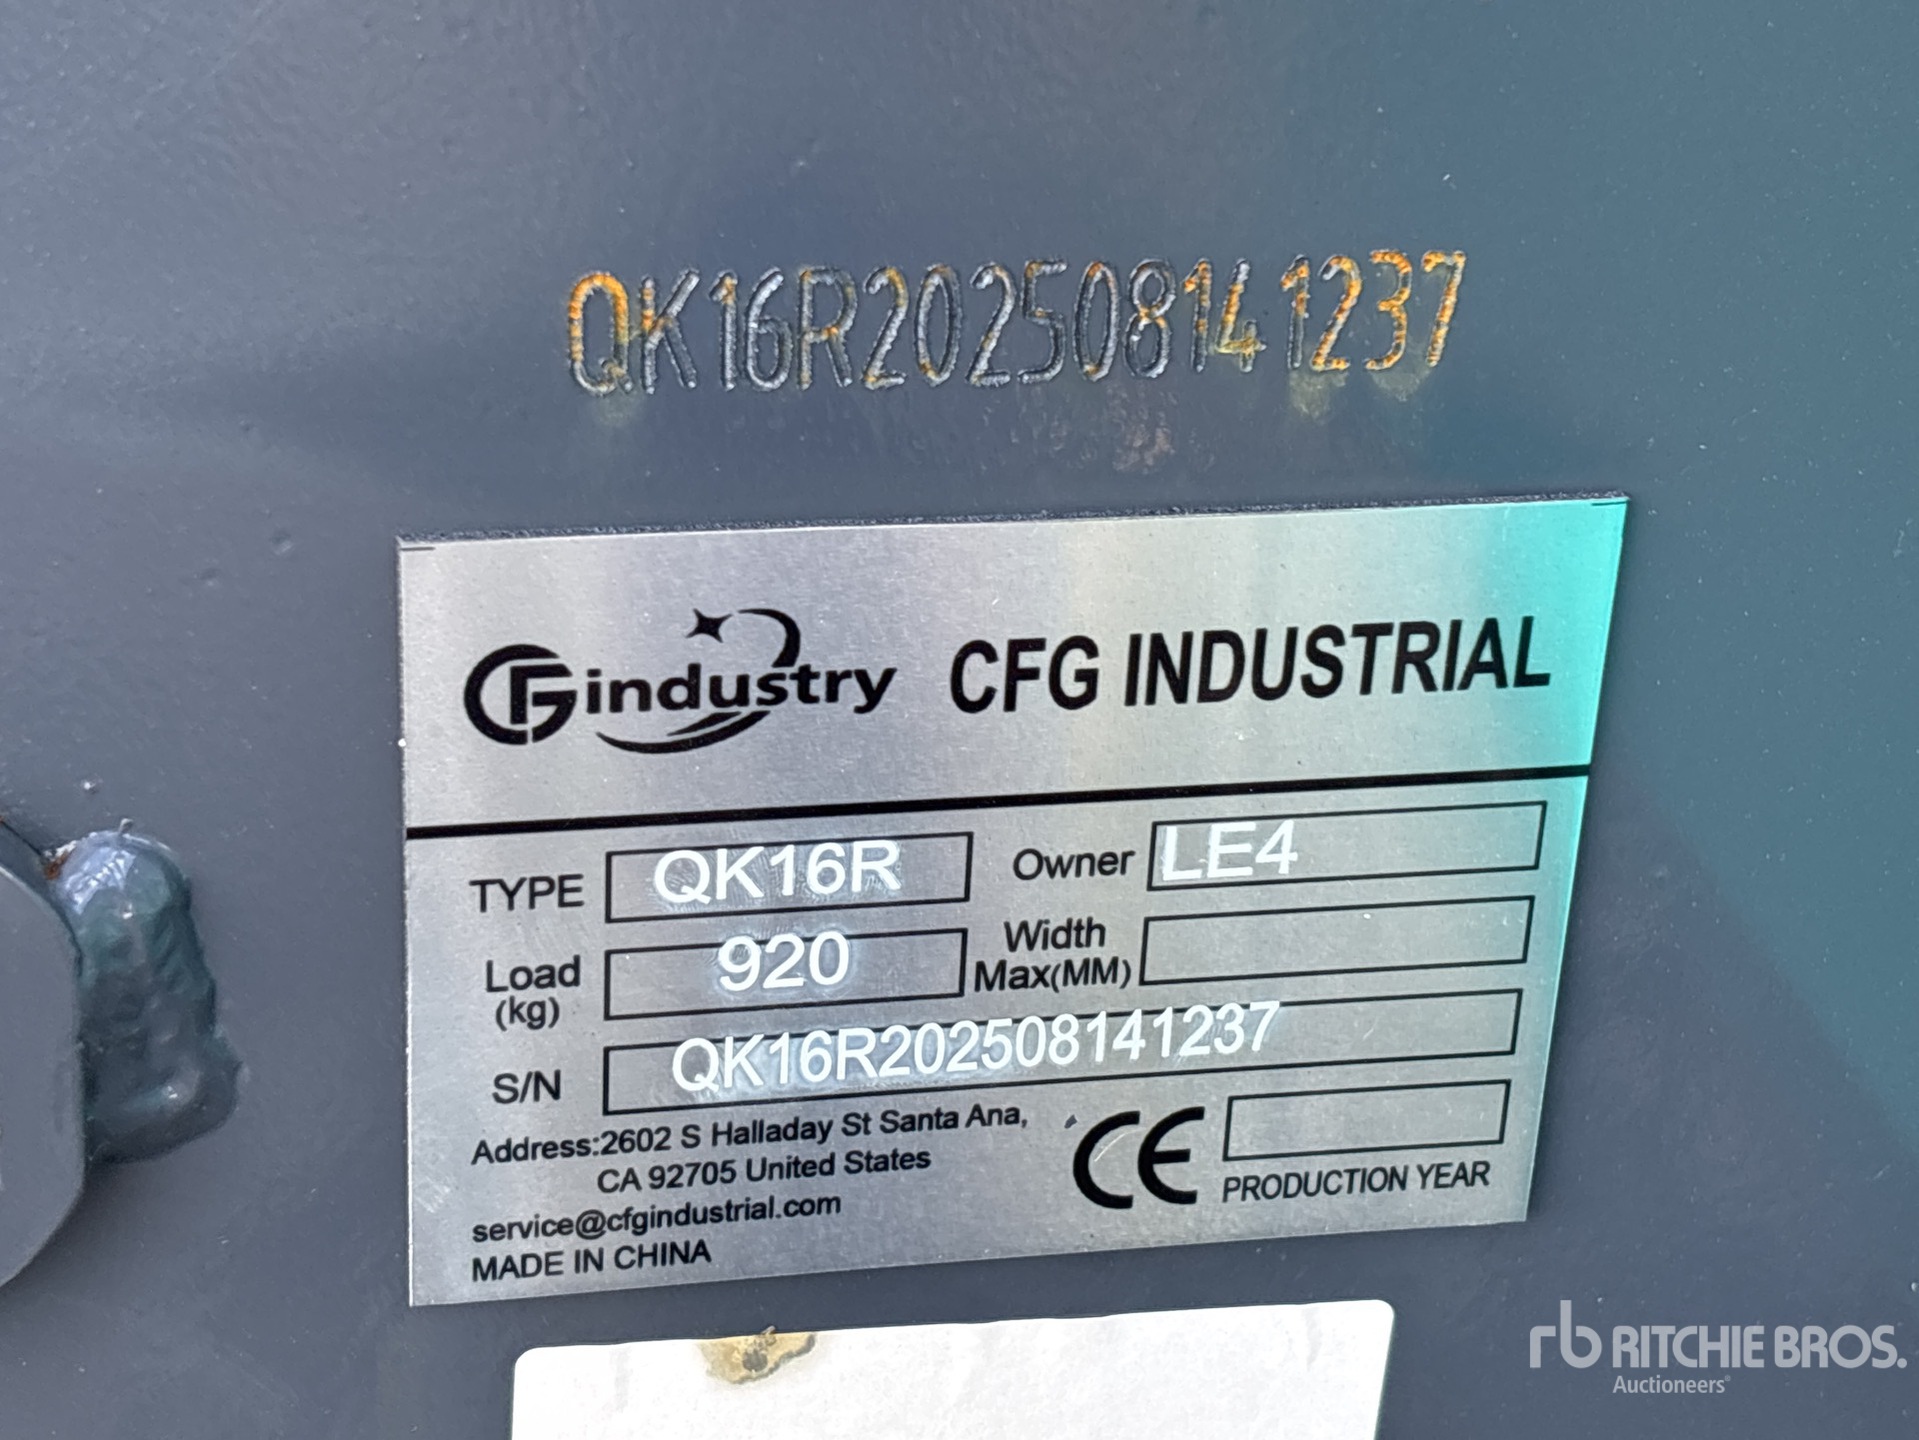 QK16R202508141237
CFGindustry CFG INDUSTRIAL
TYPE QK16R Owner LE4
Load (kg) 920 Width Max(MM)
S/N QK16R202508141237
Address:2602 S Halladay St Santa Ana,
CA 92705 United States
service@cfgindustrial.com
MADE IN CHINA
CE PRODUCTION YEAR
rb RITCHIE BROS.
Auctioneers®